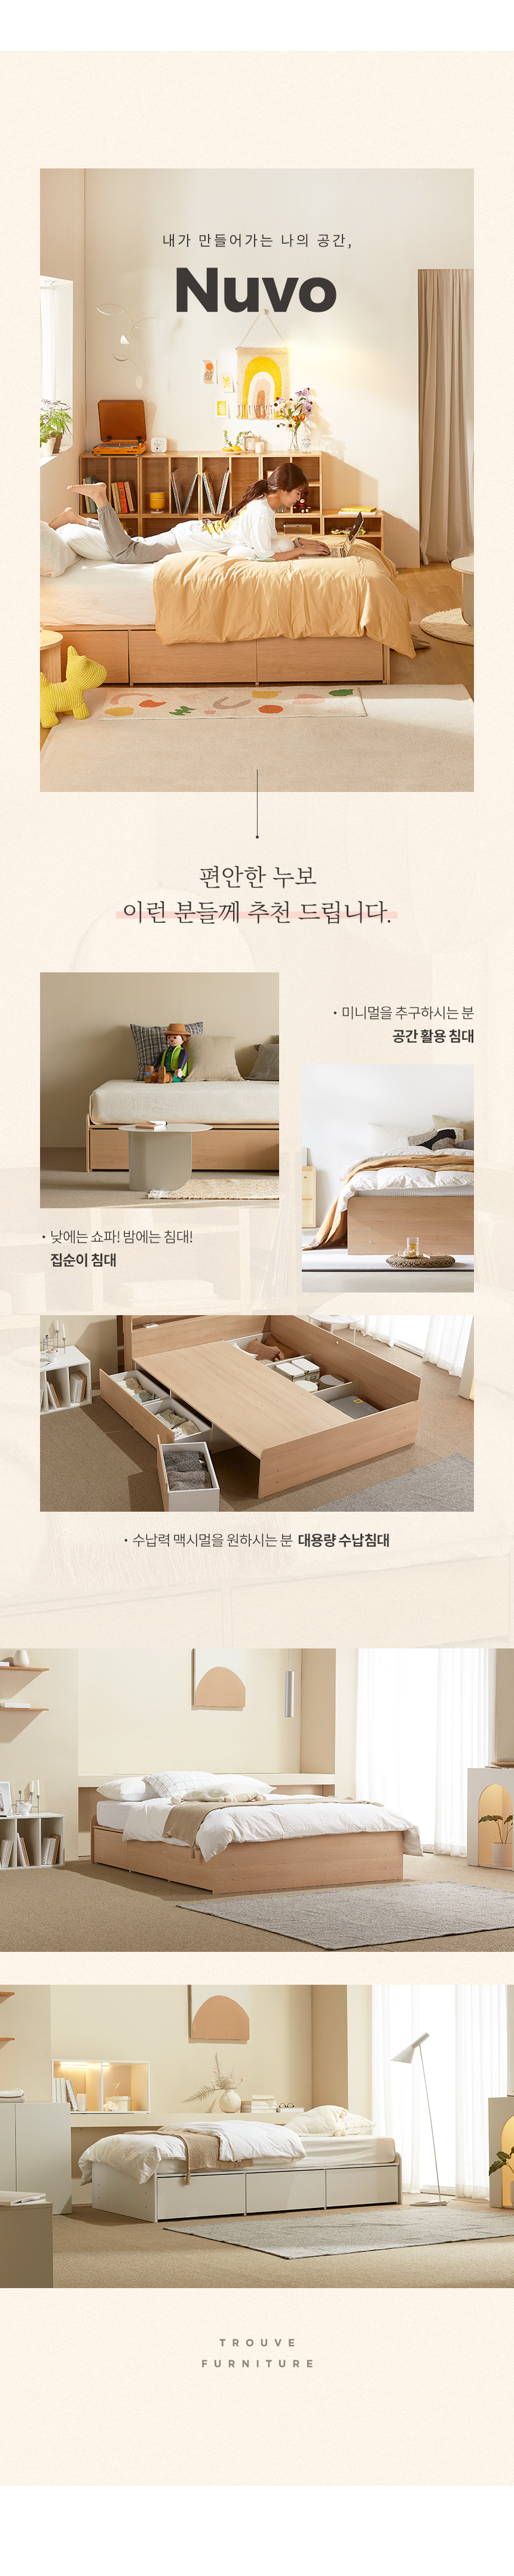 내가 만들어가는 나의 공간,
Nuvo
편안한 누보
이런 분들께 추천 드립니다.
• 미니멀을 추구하시는 분
공간 활용 침대
• 낮에는 쇼파! 밤에는 침대!
집순이 침대
• 수납력 맥시멀을 원하시는 분 대용량 수납침대
TROUVE
FURNITURE